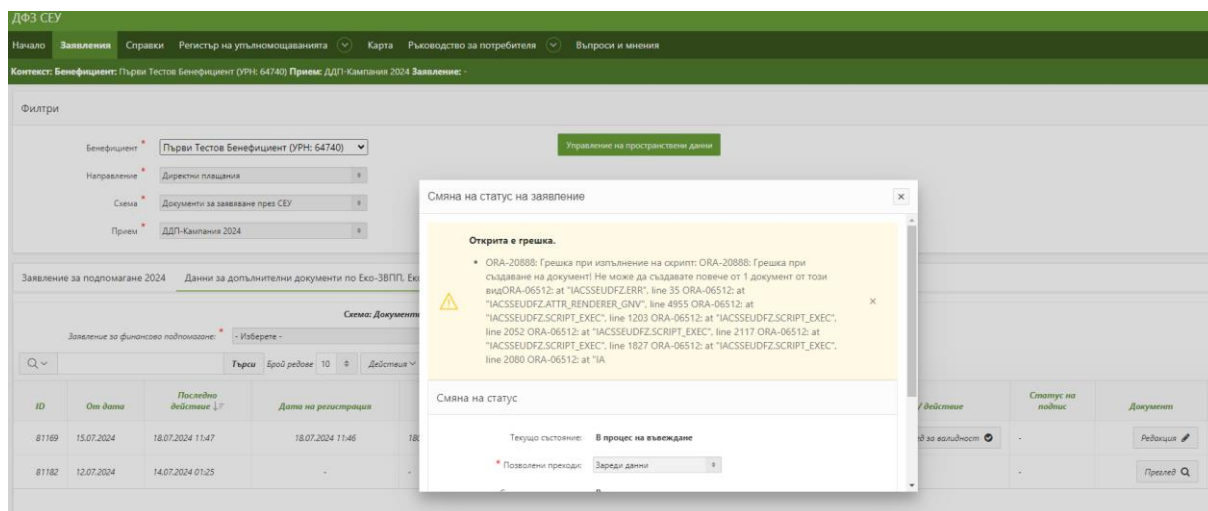 ДФЗ СЕУ
Начало Заявления Справки Регистър на упълномощаванията Карта Ръководство за потребителя Въпроси и мнения
Контекст: Бенефициент: Първи Тестов Бенефициент (УРН: 64740) Прием: ДДП-Кампания 2024 Заявление: -
Филтри
Бенефициент * Първи Тестов Бенефициент (УРН: 64740)
Управление на пространствени данни
Направление * Директни плащания
Схема * Документи за заявяване през СЕУ
Прием * ДДП-Кампания 2024
Смяна на статус на заявление
Открита е грешка.
ORA-20888: Грешка при изпълнение на скрипт: ORA-20888: Грешка при
създаване на документ! Не може да създавате повече от 1 документ от този
видORA-06512: at "IACSSEUDFZ.ERR", line 35 ORA-06512: at
"IACSSEUDFZ.ATTR_RENDERER_GNV", line 4955 ORA-06512: at
"IACSSEUDFZ.SCRIPT_EXEC", line 1203 ORA-06512: at "IACSSEUDFZ.SCRIPT_EXEC",
line 2052 ORA-06512: at "IACSSEUDFZ.SCRIPT_EXEC", line 2117 ORA-06512: at
"IACSSEUDFZ.SCRIPT_EXEC", line 1827 ORA-06512: at "IACSSEUDFZ.SCRIPT_EXEC",
line 2080 ORA-06512: at "IA
Смяна на статус
Текущо състояние: В процес на въвеждане
* Позволени преходи: Зареди данни
Заявление за подпомагане 2024 Данни за допълнителни документи по Еко-ЗВПП, Еко
Схема: Документи
Заявление за финансово подпомагане: * - Изберете -
Търси Брой редове 10 Действия
ID От дата Последно действие Дата на регистрация / действие Статус на подпис Документ
81169 15.07.2024 18.07.2024 11:47 18.07.2024 11:46 180 ед за валидност - Редакция
81182 12.07.2024 14.07.2024 01:25 - - - Преглед